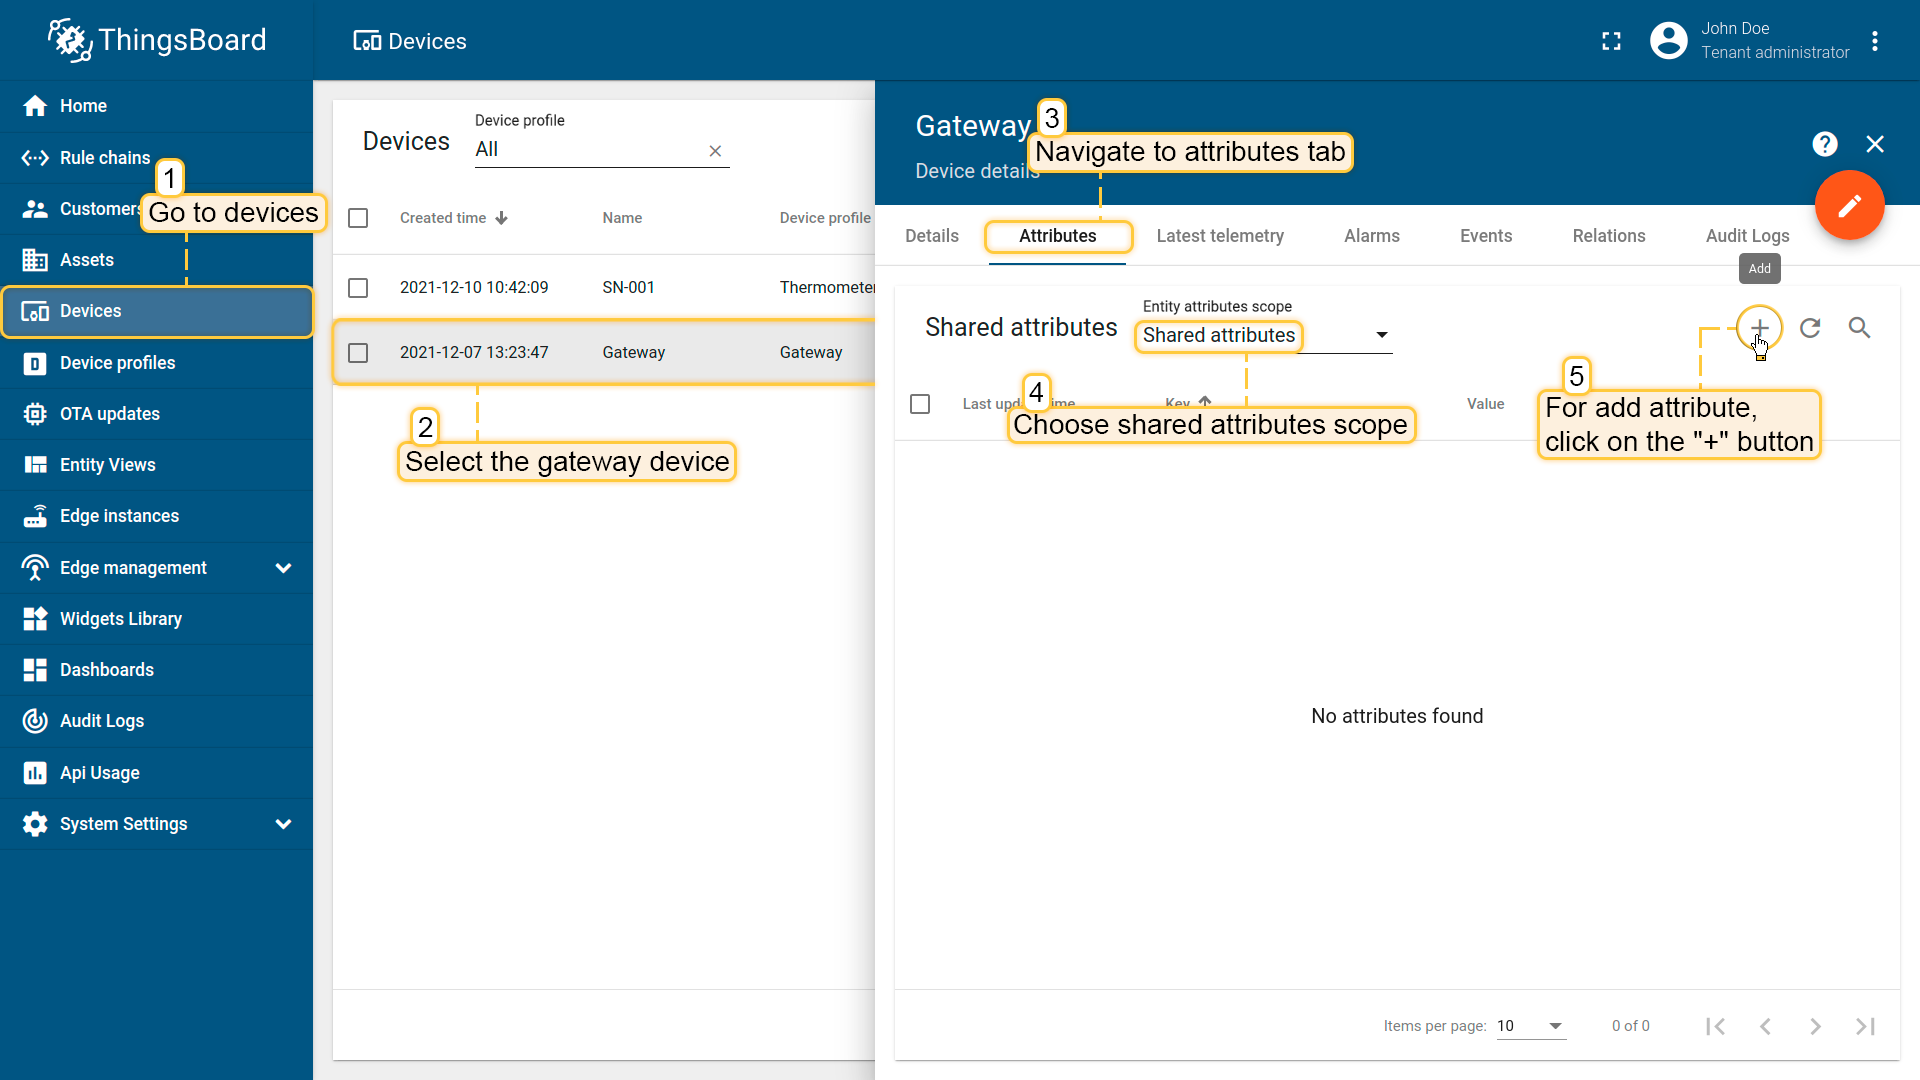 ThingsBoard
Devices
John Doe
Tenant administrator
Home
Rule chains
1
Go to devices
Customers
Assets
Devices
Device profiles
OTA updates
Entity Views
Edge instances
Edge management
Widgets Library
Dashboards
Audit Logs
Api Usage
System Settings
Devices
Device profile
All
Created time
Name
Device profile
2021-12-10 10:42:09
SN-001
Thermometer
2021-12-07 13:23:47
Gateway
Gateway
2
Select the gateway device
Gateway
Device details
3
Navigate to attributes tab
Details
Attributes
Latest telemetry
Alarms
Events
Relations
Audit Logs
Add
Shared attributes
Entity attributes scope
Shared attributes
Last update time
Key
Value
4
Choose shared attributes scope
5
For add attribute,
click on the "+" button
No attributes found
Items per page:
10
0 of 0